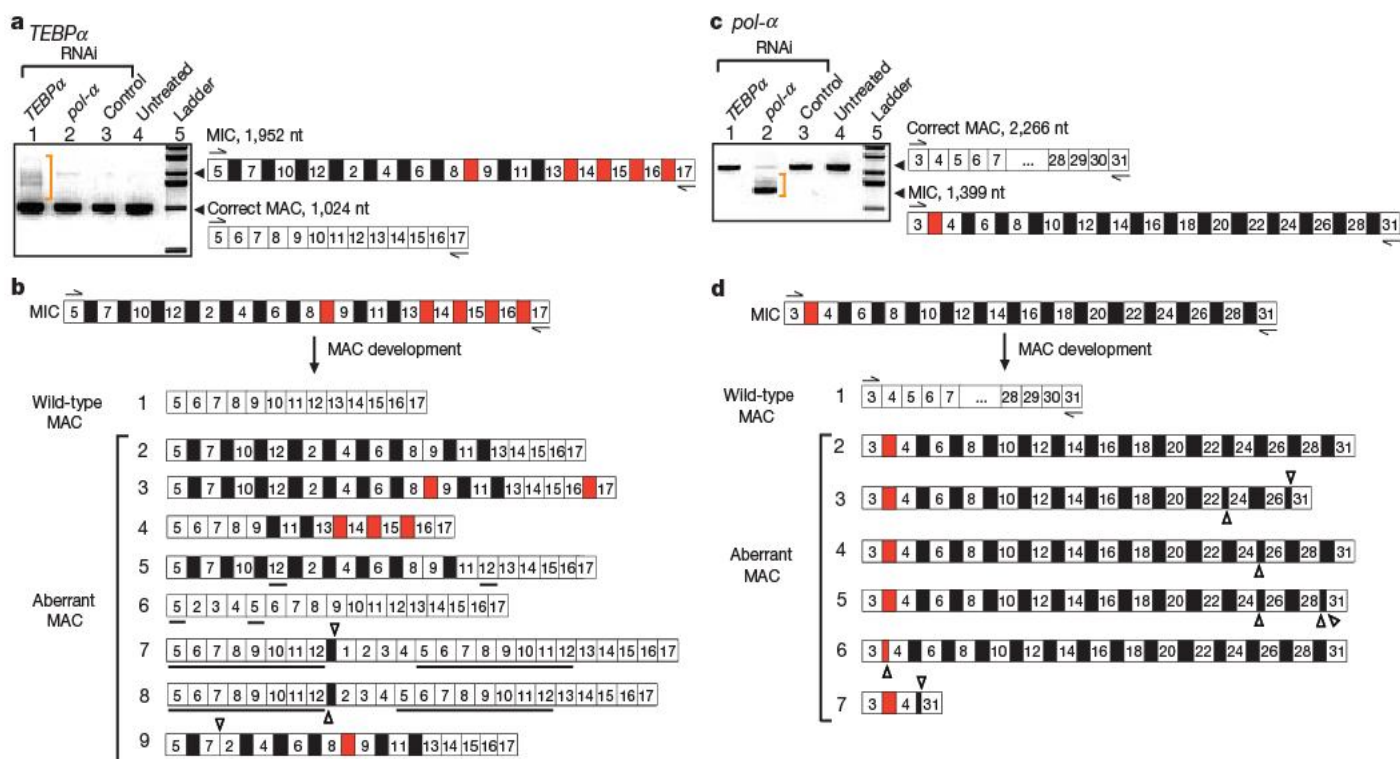 a TEBPα
RNAi
TEBPα pol-α Control Untreated Ladder
1 2 3 4 5
MIC, 1,952 nt
5 7 10 12 2 4 6 8 9 11 13 14 15 16 17
Correct MAC, 1,024 nt
5 6 7 8 9 10 11 12 13 14 15 16 17
c pol-α
RNAi
TEBPα pol-α Control Untreated Ladder
1 2 3 4 5
Correct MAC, 2,266 nt
3 4 5 6 7 ... 28 29 30 31
MIC, 1,399 nt
3 4 6 8 10 12 14 16 18 20 22 24 26 28 31
b
MIC 5 7 10 12 2 4 6 8 9 11 13 14 15 16 17
MAC development
Wild-type MAC
1 5 6 7 8 9 10 11 12 13 14 15 16 17
Aberrant MAC
2 5 7 10 12 2 4 6 8 9 11 13 14 15 16 17
3 5 7 10 12 2 4 6 8 9 11 13 14 15 16 17
4 5 6 7 8 9 11 13 14 15 16 17
5 5 7 10 12 2 4 6 8 9 11 12 13 14 15 16 17
6 5 2 3 4 5 6 7 8 9 10 11 12 13 14 15 16 17
7 5 6 7 8 9 10 11 12 1 2 3 4 5 6 7 8 9 10 11 12 13 14 15 16 17
8 5 6 7 8 9 10 11 12 2 3 4 5 6 7 8 9 10 11 12 13 14 15 16 17
9 5 7 2 4 6 8 9 11 13 14 15 16 17
d
MIC 3 4 6 8 10 12 14 16 18 20 22 24 26 28 31
MAC development
Wild-type MAC
1 3 4 5 6 7 ... 28 29 30 31
Aberrant MAC
2 3 4 6 8 10 12 14 16 18 20 22 24 26 28 31
3 3 4 6 8 10 12 14 16 18 20 22 24 26 31
4 3 4 6 8 10 12 14 16 18 20 22 24 26 28 31
5 3 4 6 8 10 12 14 16 18 20 22 24 26 28 31
6 3 4 6 8 10 12 14 16 18 20 22 24 26 28 31
7 3 4 31